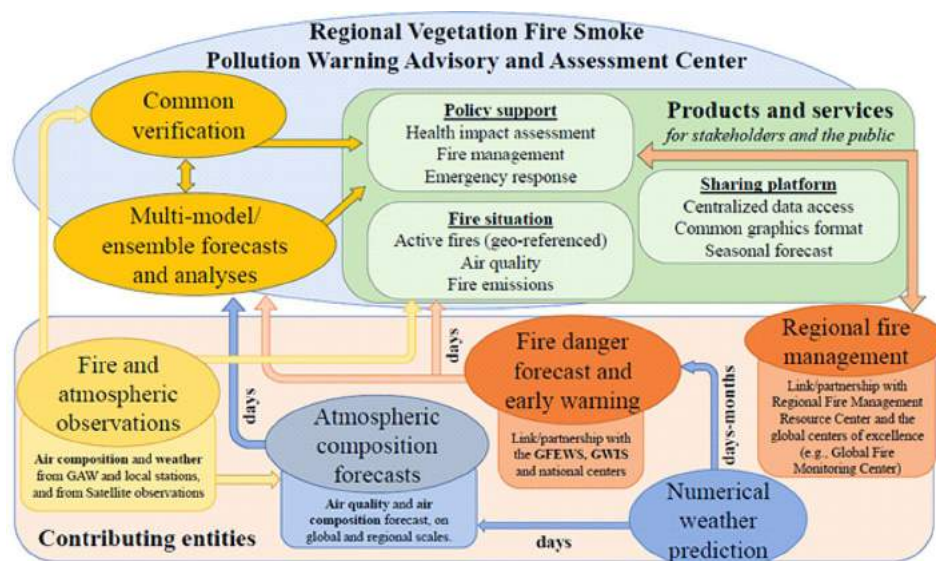 Regional Vegetation Fire Smoke
Pollution Warning Advisory and Assessment Center
Common
verification
Multi-model/
ensemble forecasts
and analyses
Policy support
Health impact assessment
Fire management
Emergency response
Products and services
for stakeholders and the public
Sharing platform
Centralized data access
Common graphics format
Seasonal forecast
Fire situation
Active fires (geo-referenced)
Air quality
Fire emissions
Fire and
atmospheric
observations
Air composition and weather
from GAW and local stations,
and from Satellite observations
days
Atmospheric
composition
forecasts
Air quality and air
composition forecast, on
global and regional scales.
days
Fire danger
forecast and
early warning
Link/partnership with
the GFEWS, GWIS
and national centers
days-months
Regional fire
management
Link/partnership with
Regional Fire Management
Resource Center and the
global centers of excellence
(e.g., Global Fire
Monitoring Center)
Numerical
weather
prediction
days
Contributing entities